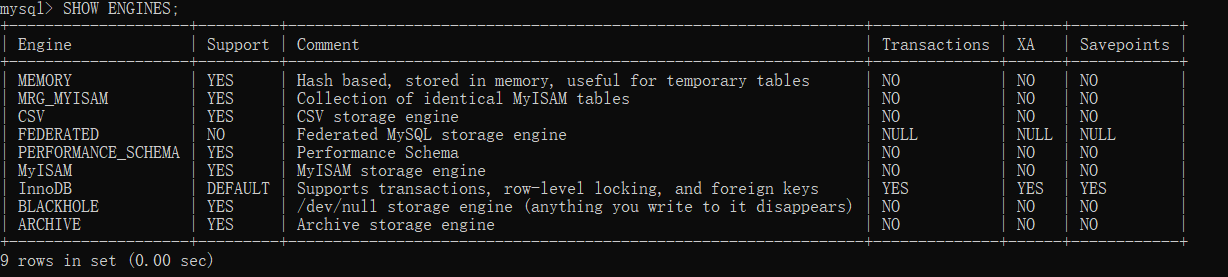 mysql> SHOW ENGINES;
+--------------------+---------+----------------------------------------------------------------+--------------+------+------------+
| Engine             | Support | Comment                                                        | Transactions | XA   | Savepoints |
+--------------------+---------+----------------------------------------------------------------+--------------+------+------------+
| MEMORY             | YES     | Hash based, stored in memory, useful for temporary tables      | NO           | NO   | NO         |
| MRG_MYISAM         | YES     | Collection of identical MyISAM tables                          | NO           | NO   | NO         |
| CSV                | YES     | CSV storage engine                                             | NO           | NO   | NO         |
| FEDERATED          | NO      | Federated MySQL storage engine                                 | NULL         | NULL | NULL       |
| PERFORMANCE_SCHEMA | YES     | Performance Schema                                             | NO           | NO   | NO         |
| MyISAM             | YES     | MyISAM storage engine                                          | NO           | NO   | NO         |
| InnoDB             | DEFAULT | Supports transactions, row-level locking, and foreign keys     | YES          | YES  | YES        |
| BLACKHOLE          | YES     | /dev/null storage engine (anything you write to it disappears) | NO           | NO   | NO         |
| ARCHIVE            | YES     | Archive storage engine                                         | NO           | NO   | NO         |
+--------------------+---------+----------------------------------------------------------------+--------------+------+------------+
9 rows in set (0.00 sec)